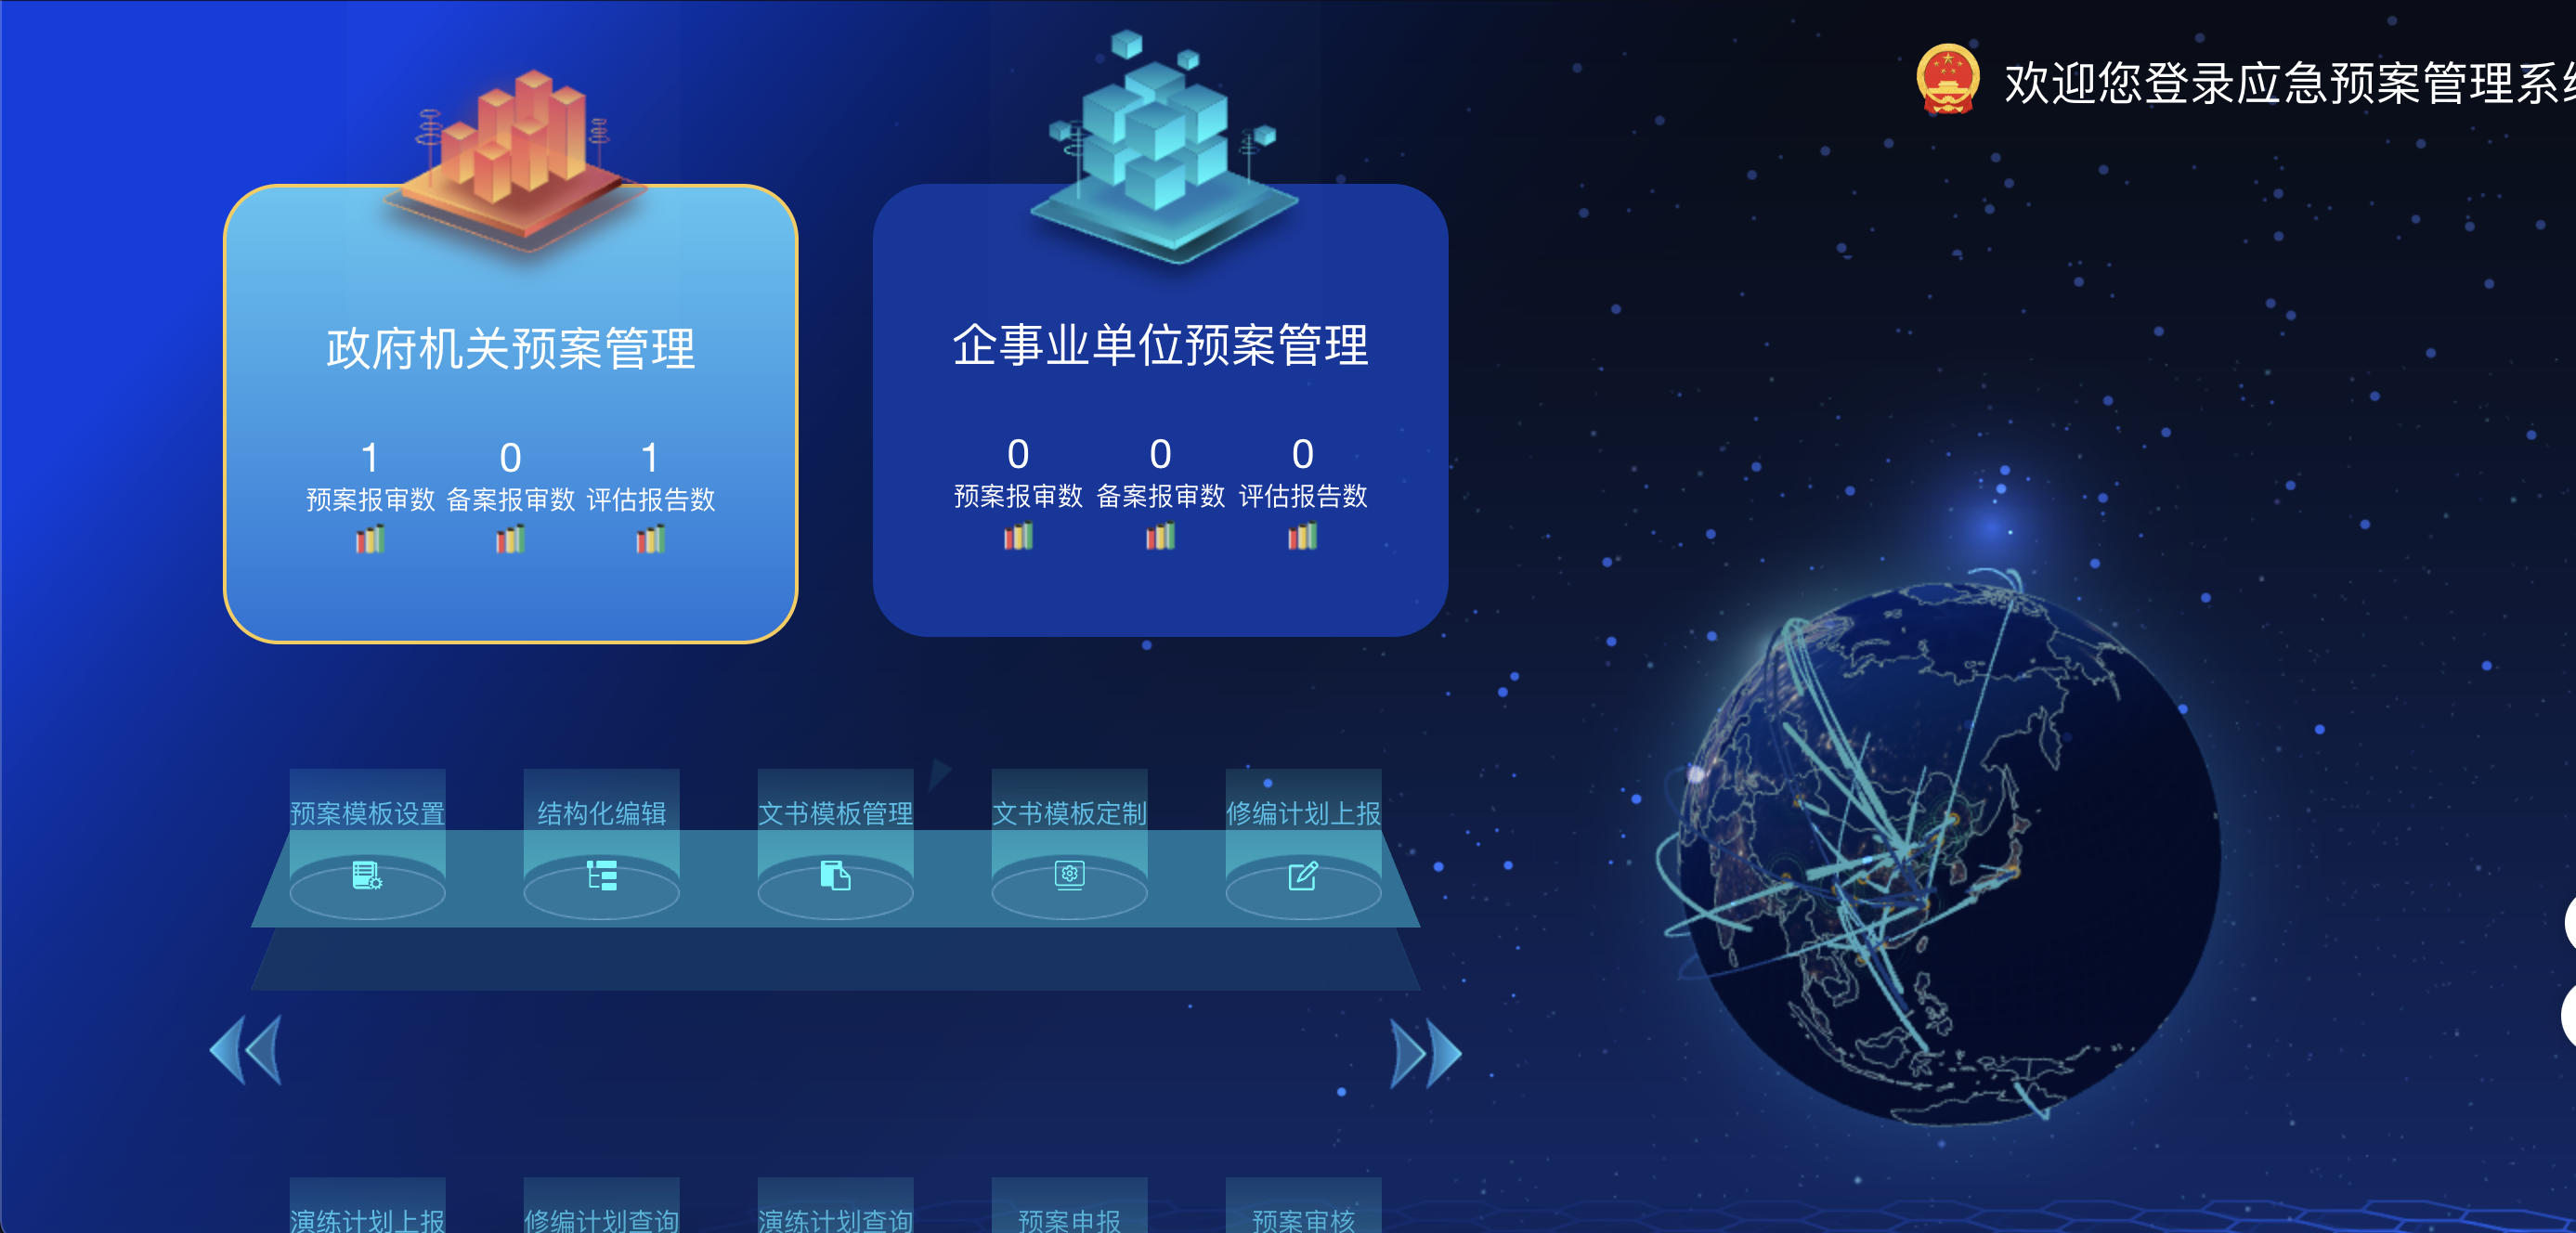 欢迎您登录应急预案管理系
政府机关预案管理
1 0 1
预案报审数 备案报审数 评估报告数
企事业单位预案管理
0 0 0
预案报审数 备案报审数 评估报告数
预案模板设置 结构化编辑 文书模板管理 文书模板定制 修编计划上报
演练计划上报 修编计划查询 演练计划查询 预案申报 预案审核